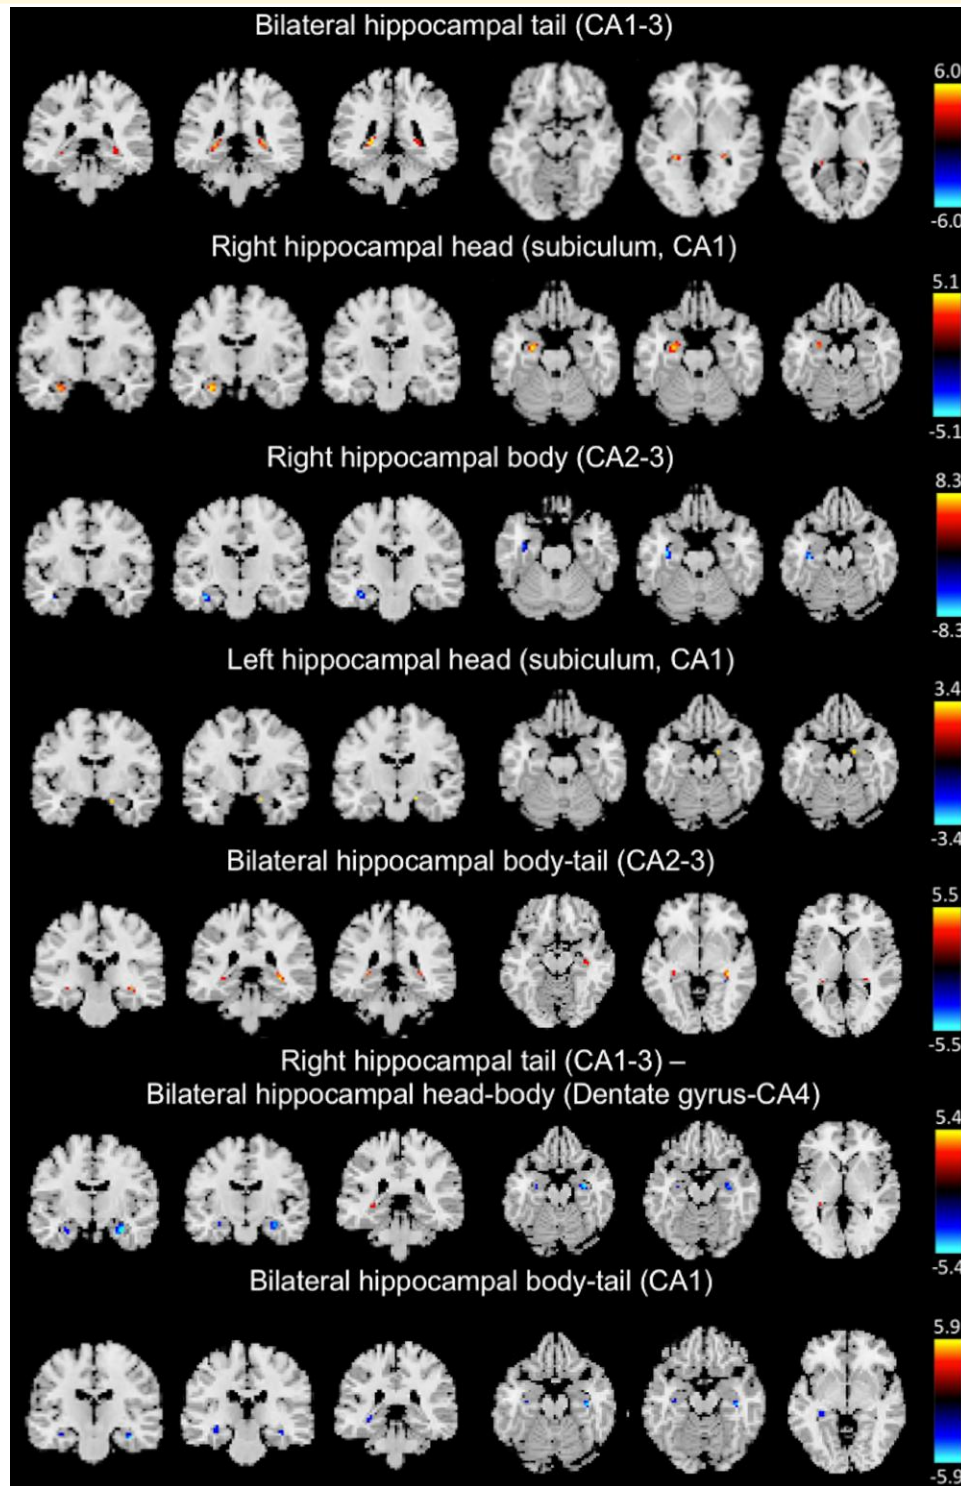 Bilateral hippocampal tail (CA1-3)
6.0
-6.0
Right hippocampal head (subiculum, CA1)
5.1
-5.1
Right hippocampal body (CA2-3)
8.3
-8.3
Left hippocampal head (subiculum, CA1)
3.4
-3.4
Bilateral hippocampal body-tail (CA2-3)
5.5
-5.5
Right hippocampal tail (CA1-3) –
Bilateral hippocampal head-body (Dentate gyrus-CA4)
5.4
-5.4
Bilateral hippocampal body-tail (CA1)
5.9
-5.9